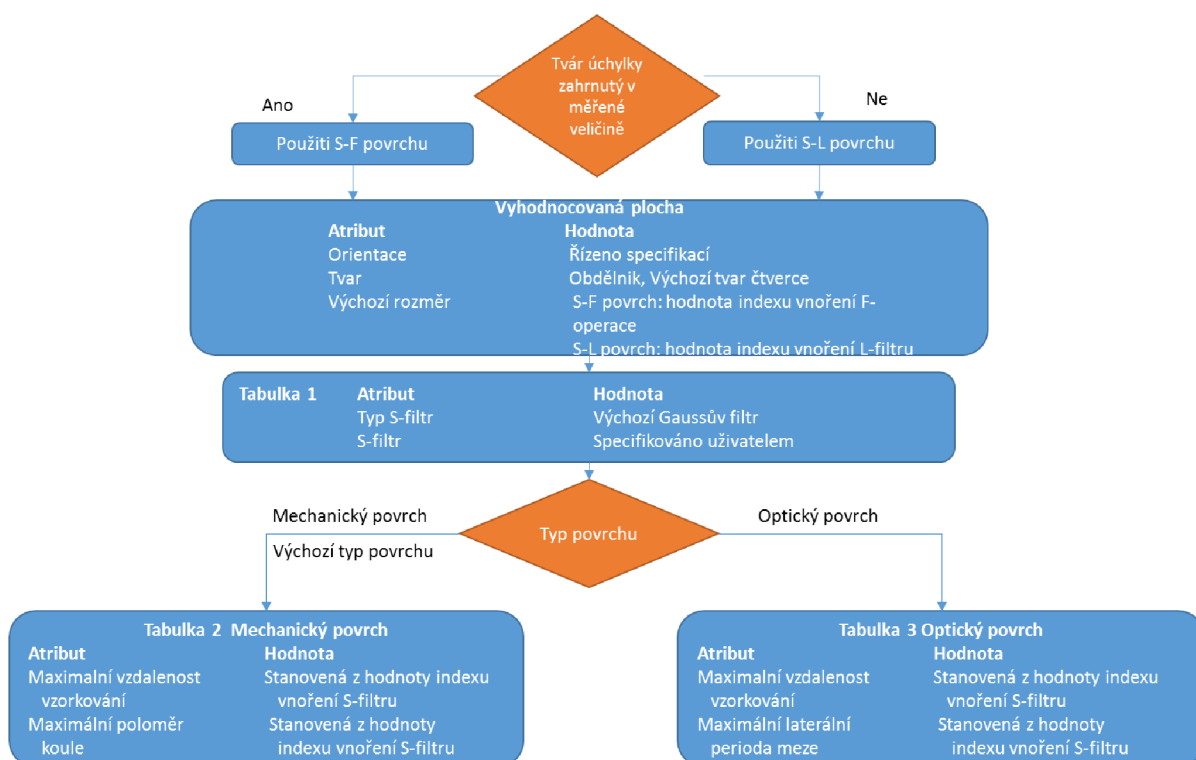 Tvár úchylky
zahrnutý v
měřené
veličině
Ano
Ne
Použiti S-F povrchu
Použiti S-L povrchu
Vyhodnocovaná plocha
Atribut Hodnota
Orientace Řízeno specifikací
Tvar Obdélnik, Výchozí tvar čtverce
Výchozí rozměr S-F povrch: hodnota indexu vnoření F-
operace
S-L povrch: hodnota indexu vnoření L-filtru
Tabulka 1 Atribut Hodnota
Typ S-filtr Výchozí Gaussův filtr
S-filtr Specifikováno uživatelem
Mechanický povrch
Výchozí typ povrchu
Typ povrchu
Optický povrch
Tabulka 2 Mechanický povrch
Atribut Hodnota
Maximalní vzdalenost Stanovená z hodnoty indexu
vzorkování vnoření S-filtru
Maximální poloměr Stanovená z hodnoty
koule indexu vnoření S-filtru
Tabulka 3 Optický povrch
Atribut Hodnota
Maximalní vzdalenost Stanovená z hodnoty indexu
vzorkování vnoření S-filtru
Maximální laterální Stanovená z hodnoty
perioda meze indexu vnoření S-filtru